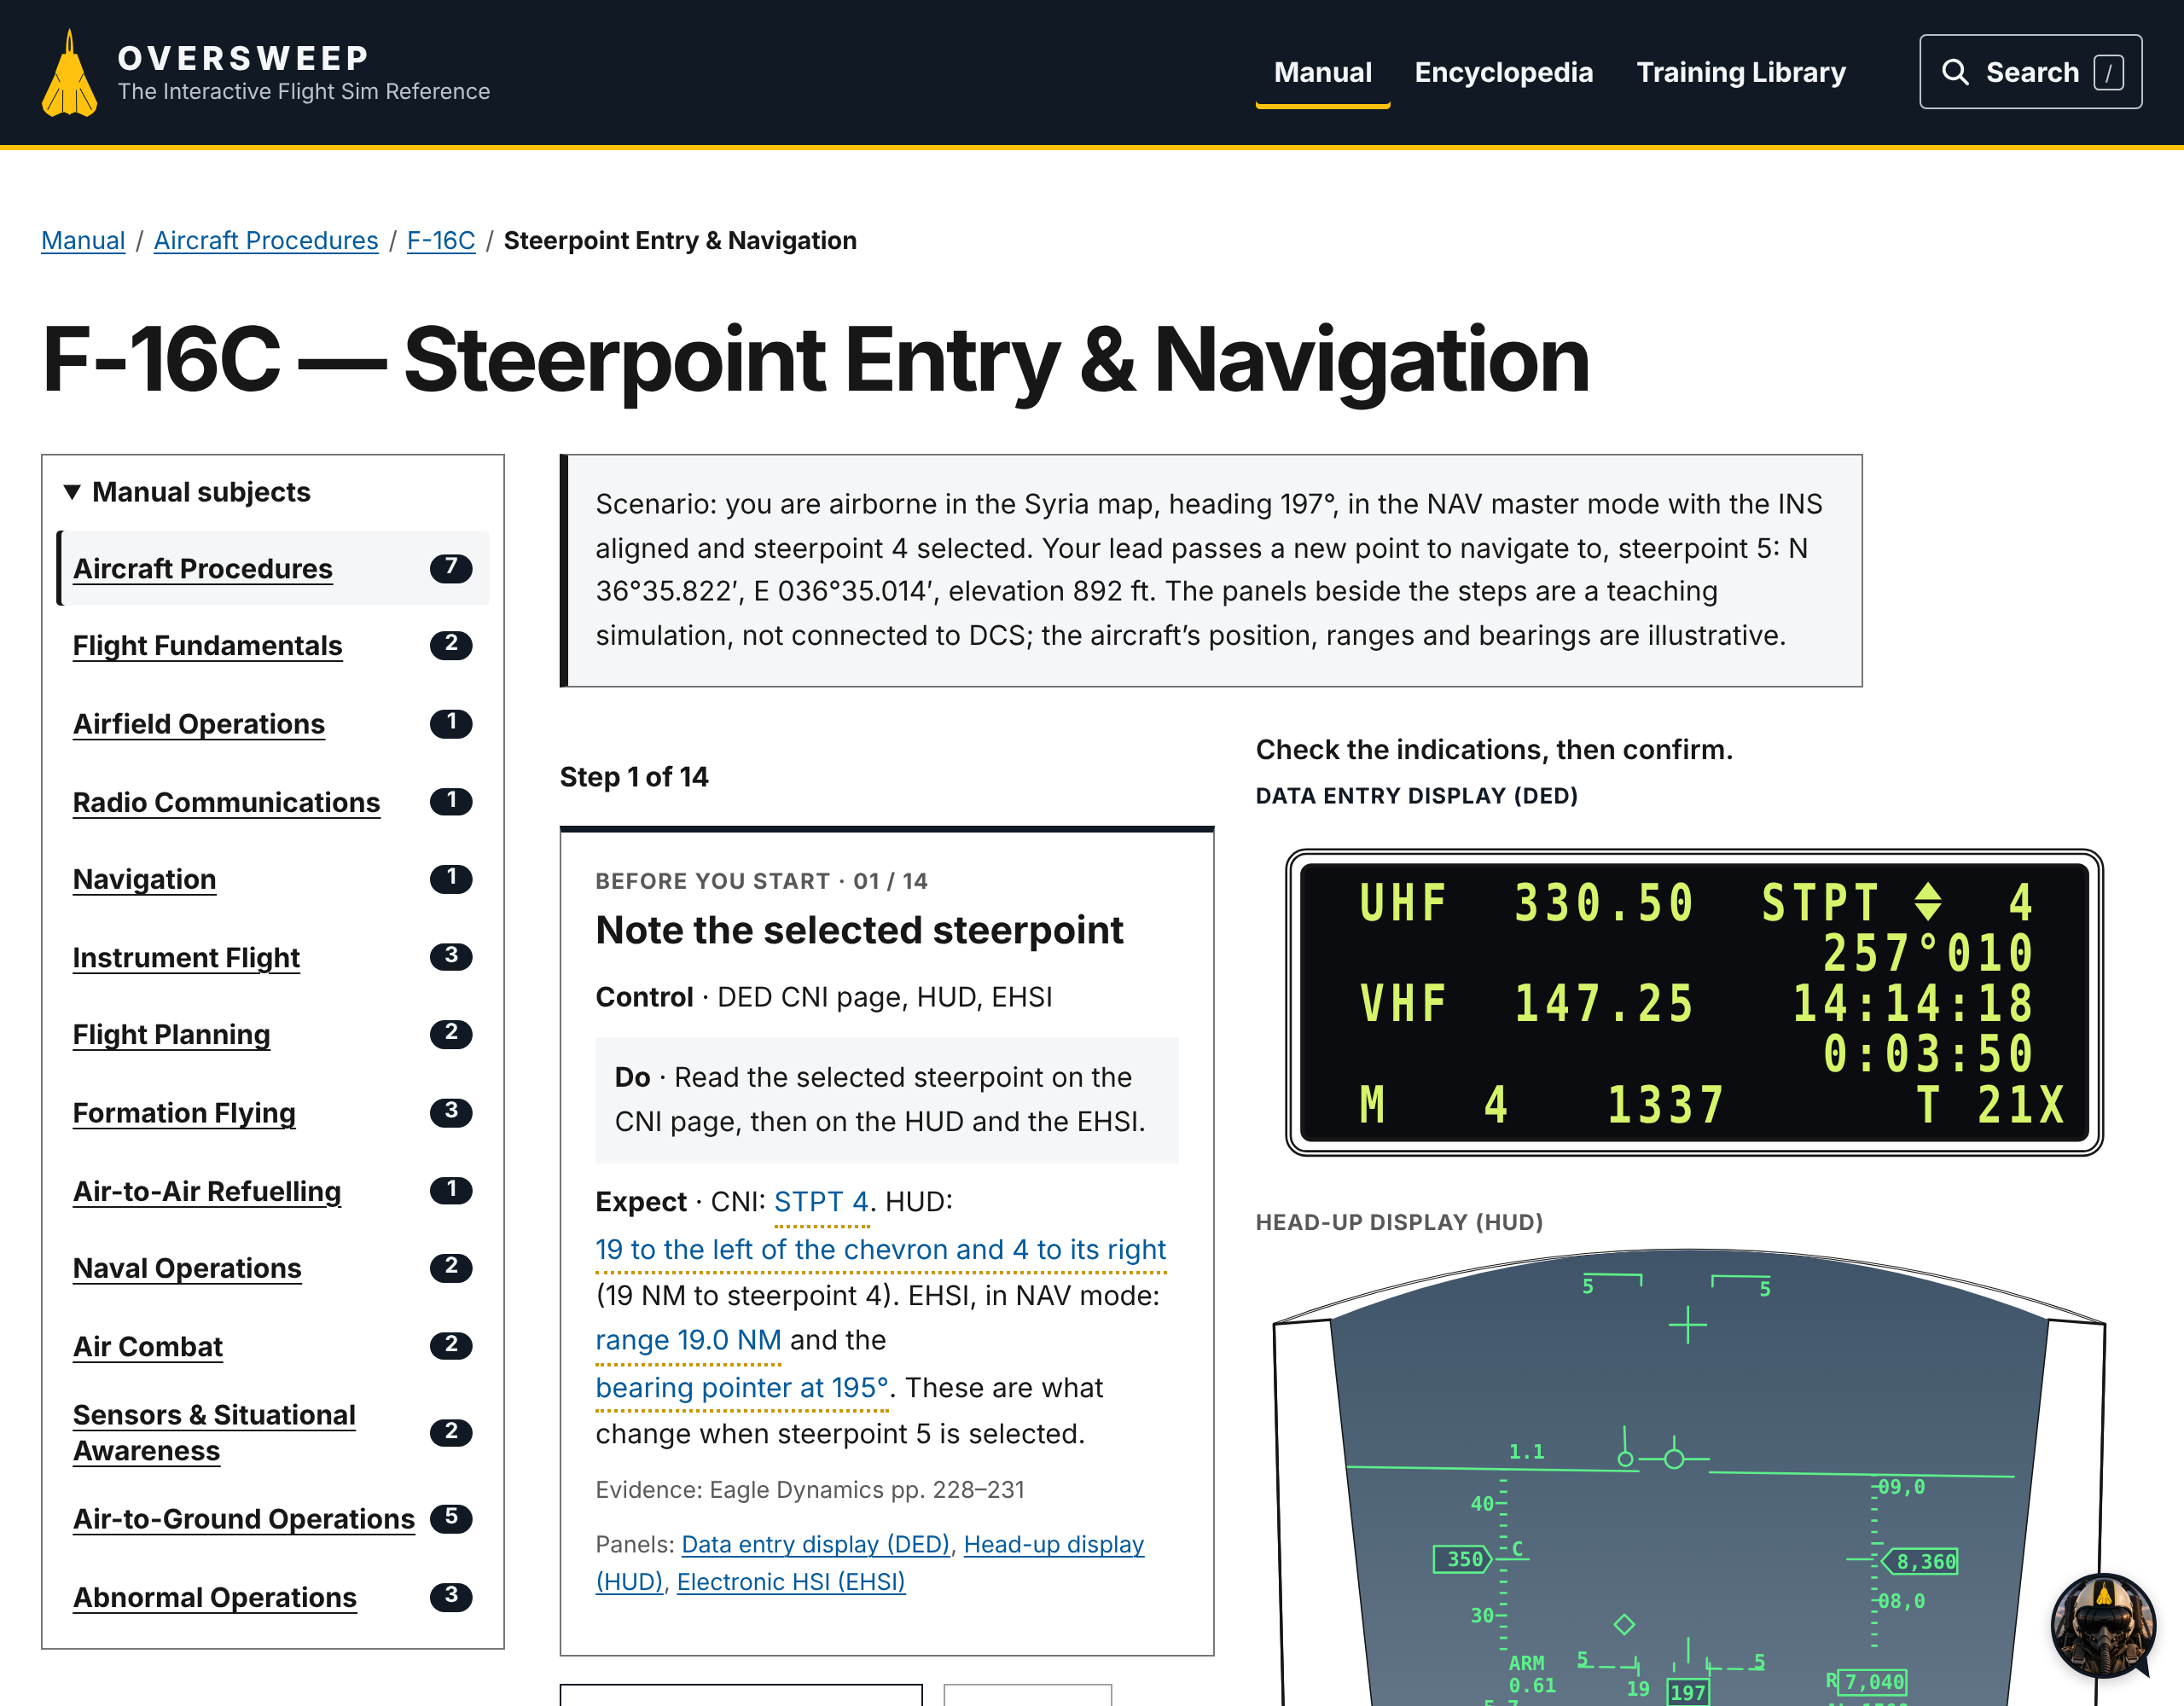 OVERSWEEP
The Interactive Flight Sim Reference
Manual
Encyclopedia
Training Library
Search /
Manual / Aircraft Procedures / F-16C / Steerpoint Entry & Navigation
F-16C — Steerpoint Entry & Navigation
▼ Manual subjects
Aircraft Procedures 7
Flight Fundamentals 2
Airfield Operations 1
Radio Communications 1
Navigation 1
Instrument Flight 3
Flight Planning 2
Formation Flying 3
Air-to-Air Refuelling 1
Naval Operations 2
Air Combat 2
Sensors & Situational
Awareness 2
Air-to-Ground Operations 5
Abnormal Operations 3
Scenario: you are airborne in the Syria map, heading 197°, in the NAV master mode with the INS
aligned and steerpoint 4 selected. Your lead passes a new point to navigate to, steerpoint 5: N
36°35.822′, E 036°35.014′, elevation 892 ft. The panels beside the steps are a teaching
simulation, not connected to DCS; the aircraft’s position, ranges and bearings are illustrative.
Step 1 of 14
BEFORE YOU START · 01 / 14
Note the selected steerpoint
Control · DED CNI page, HUD, EHSI
Do · Read the selected steerpoint on the
CNI page, then on the HUD and the EHSI.
Expect · CNI: STPT 4. HUD:
19 to the left of the chevron and 4 to its right
(19 NM to steerpoint 4). EHSI, in NAV mode:
range 19.0 NM and the
bearing pointer at 195°. These are what
change when steerpoint 5 is selected.
Evidence: Eagle Dynamics pp. 228–231
Panels: Data entry display (DED), Head-up display
(HUD), Electronic HSI (EHSI)
Check the indications, then confirm.
DATA ENTRY DISPLAY (DED)
UHF 330.50 STPT 4
257°010
VHF 147.25 14:14:18
0:03:50
M 4 1337 T 21X
HEAD-UP DISPLAY (HUD)
5 5
1.1
09,0
40
350 C 8,360
08,0
30
ARM 5 5
0.61 19 197 R 7,040